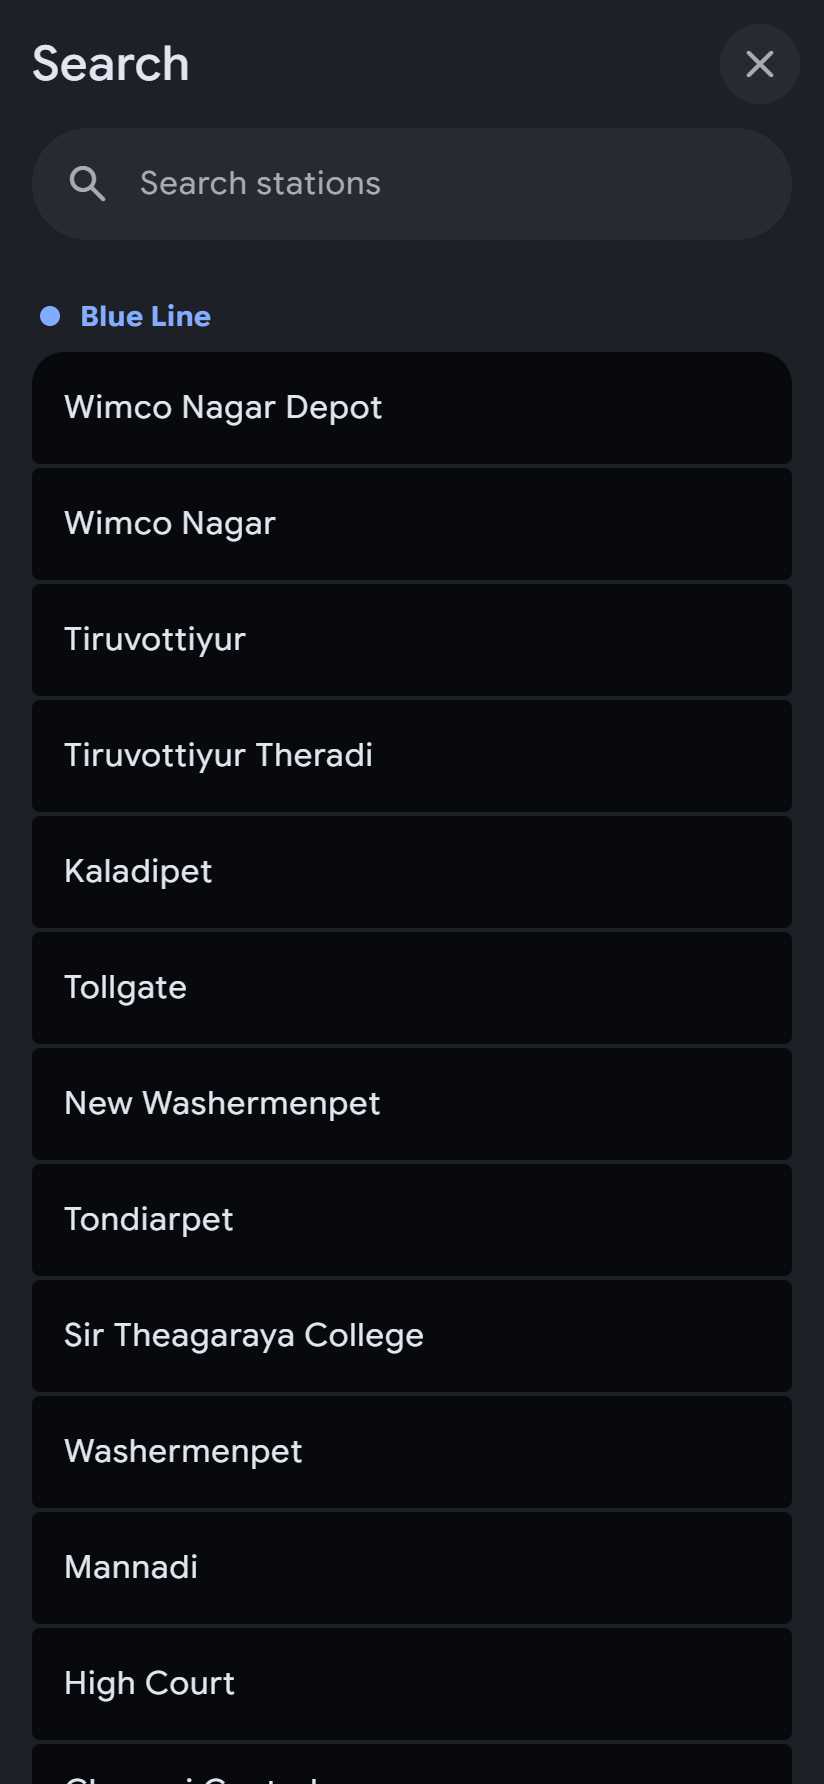 Search
Search stations
Blue Line
Wimco Nagar Depot
Wimco Nagar
Tiruvottiyur
Tiruvottiyur Theradi
Kaladipet
Tollgate
New Washermenpet
Tondiarpet
Sir Theagaraya College
Washermenpet
Mannadi
High Court